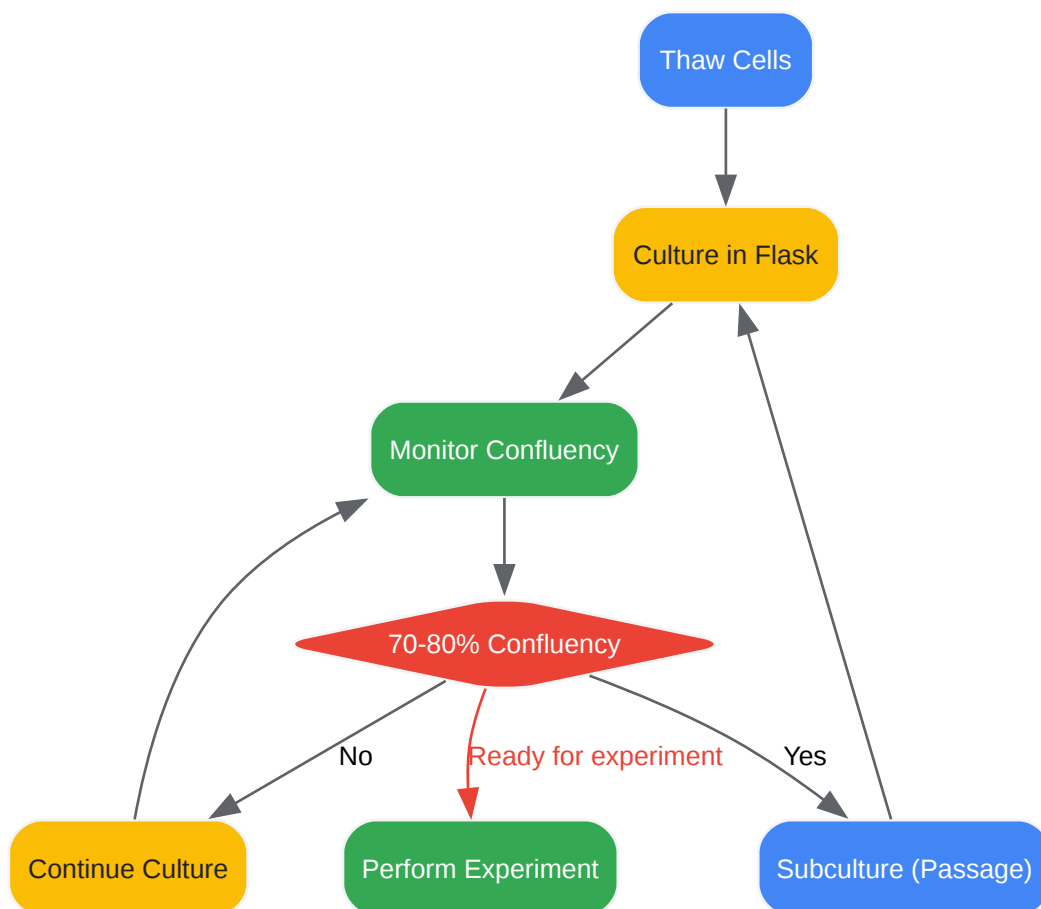 Thaw Cells
Culture in Flask
Monitor Confluency
70-80% Confluency
No
Ready for experiment
Yes
Continue Culture
Perform Experiment
Subculture (Passage)